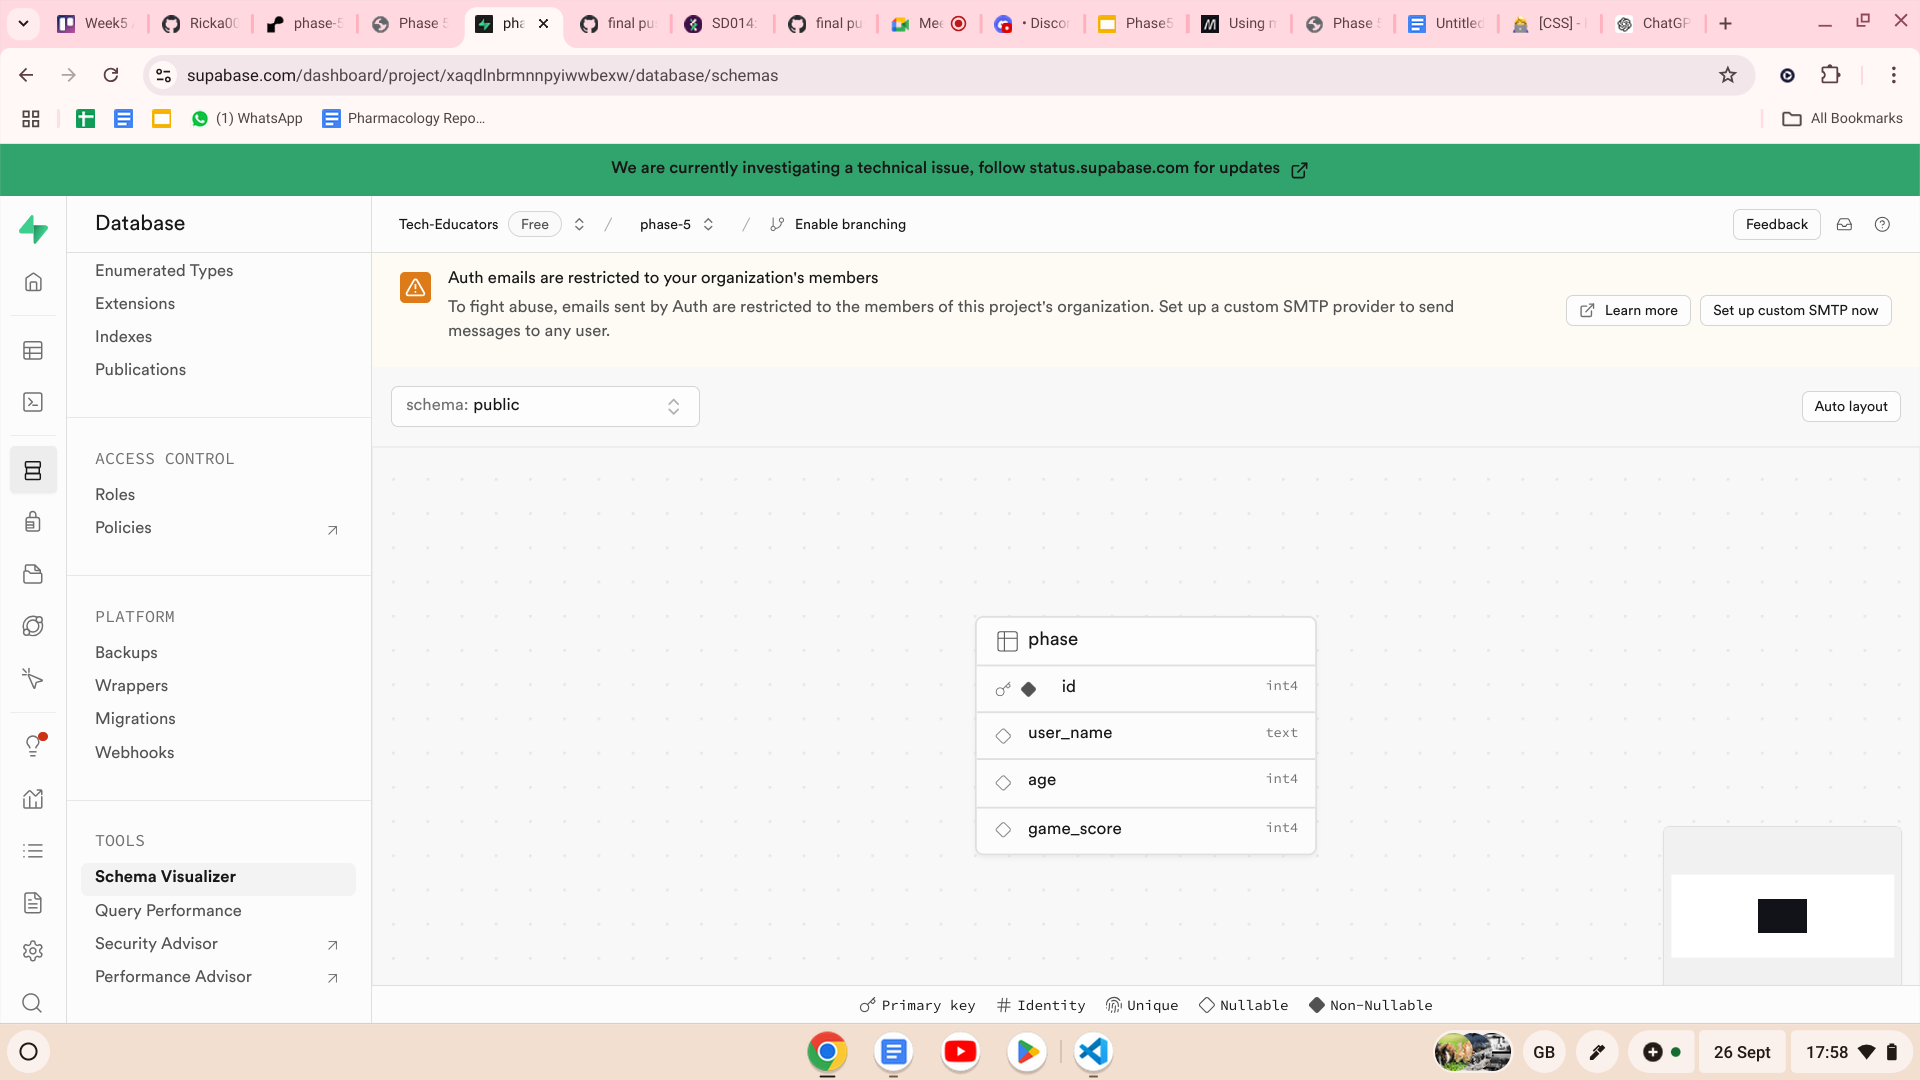 Week5
Ricka00
phase-5
Phase 5
pha
final pu
SD014:
final pu
Mee
• Discor
Phase5
Using n
Phase 5
Untitled
[CSS] -
ChatGP
supabase.com/dashboard/project/xaqdlnbrmnnpyiwwbexw/database/schemas
(1) WhatsApp
Pharmacology Repo...
All Bookmarks
We are currently investigating a technical issue, follow status.supabase.com for updates
Database
Tech-Educators
Free
/
phase-5
/
Enable branching
Feedback
Enumerated Types
Extensions
Indexes
Publications
ACCESS CONTROL
Roles
Policies
PLATFORM
Backups
Wrappers
Migrations
Webhooks
TOOLS
Schema Visualizer
Query Performance
Security Advisor
Performance Advisor
Auth emails are restricted to your organization's members
To fight abuse, emails sent by Auth are restricted to the members of this project's organization. Set up a custom SMTP provider to send
messages to any user.
Learn more
Set up custom SMTP now
schema: public
Auto layout
phase
id int4
user_name text
age int4
game_score int4
Primary key
Identity
Unique
Nullable
Non-Nullable
GB
26 Sept
17:58